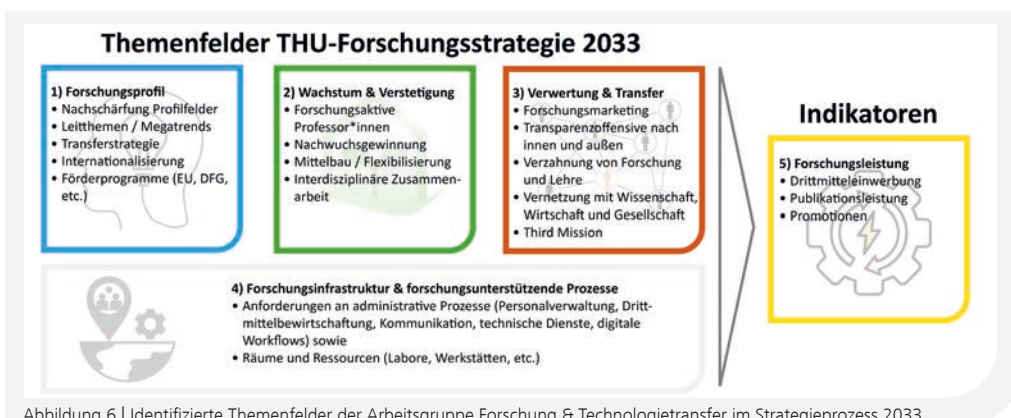 Themenfelder THU-Forschungsstrategie 2033
1) Forschungsprofil
• Nachschärfung Profilfelder
• Leitthemen / Megatrends
• Transferstrategie
• Internationalisierung
• Förderprogramme (EU, DFG,
etc.)
2) Wachstum & Verstetigung
• Forschungsaktive
Professor*innen
• Nachwuchsgewinnung
• Mittelbau / Flexibilisierung
• Interdisziplinäre Zusammen-
arbeit
3) Verwertung & Transfer
• Forschungsmarketing
• Transparenzoffensive nach
innen und außen
• Verzahnung von Forschung
und Lehre
• Vernetzung mit Wissenschaft,
Wirtschaft und Gesellschaft
• Third Mission
4) Forschungsinfrastruktur & forschungsunterstützende Prozesse
• Anforderungen an administrative Prozesse (Personalverwaltung, Dritt-
mittelbewirtschaftung, Kommunikation, technische Dienste, digitale
Workflows) sowie
• Räume und Ressourcen (Labore, Werkstätten, etc.)
Indikatoren
5) Forschungsleistung
• Drittmitteleinwerbung
• Publikationsleistung
• Promotionen
Abbildung 6 | Identifizierte Themenfelder der Arbeitsgruppe Forschung & Technologietransfer im Strategieprozess 2033